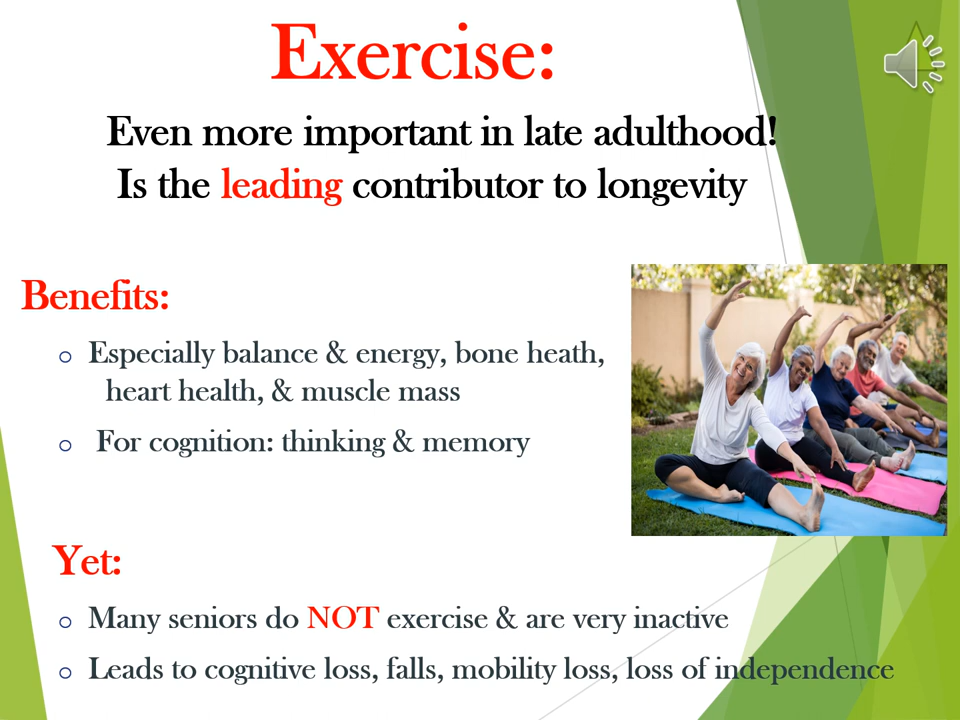 Exercise:
Even more important in late adulthood!
Is the leading contributor to longevity
Benefits:
Especially balance & energy, bone heath,
heart health, & muscle mass
For cognition: thinking & memory
Yet:
Many seniors do NOT exercise & are very inactive
Leads to cognitive loss, falls, mobility loss, loss of independence